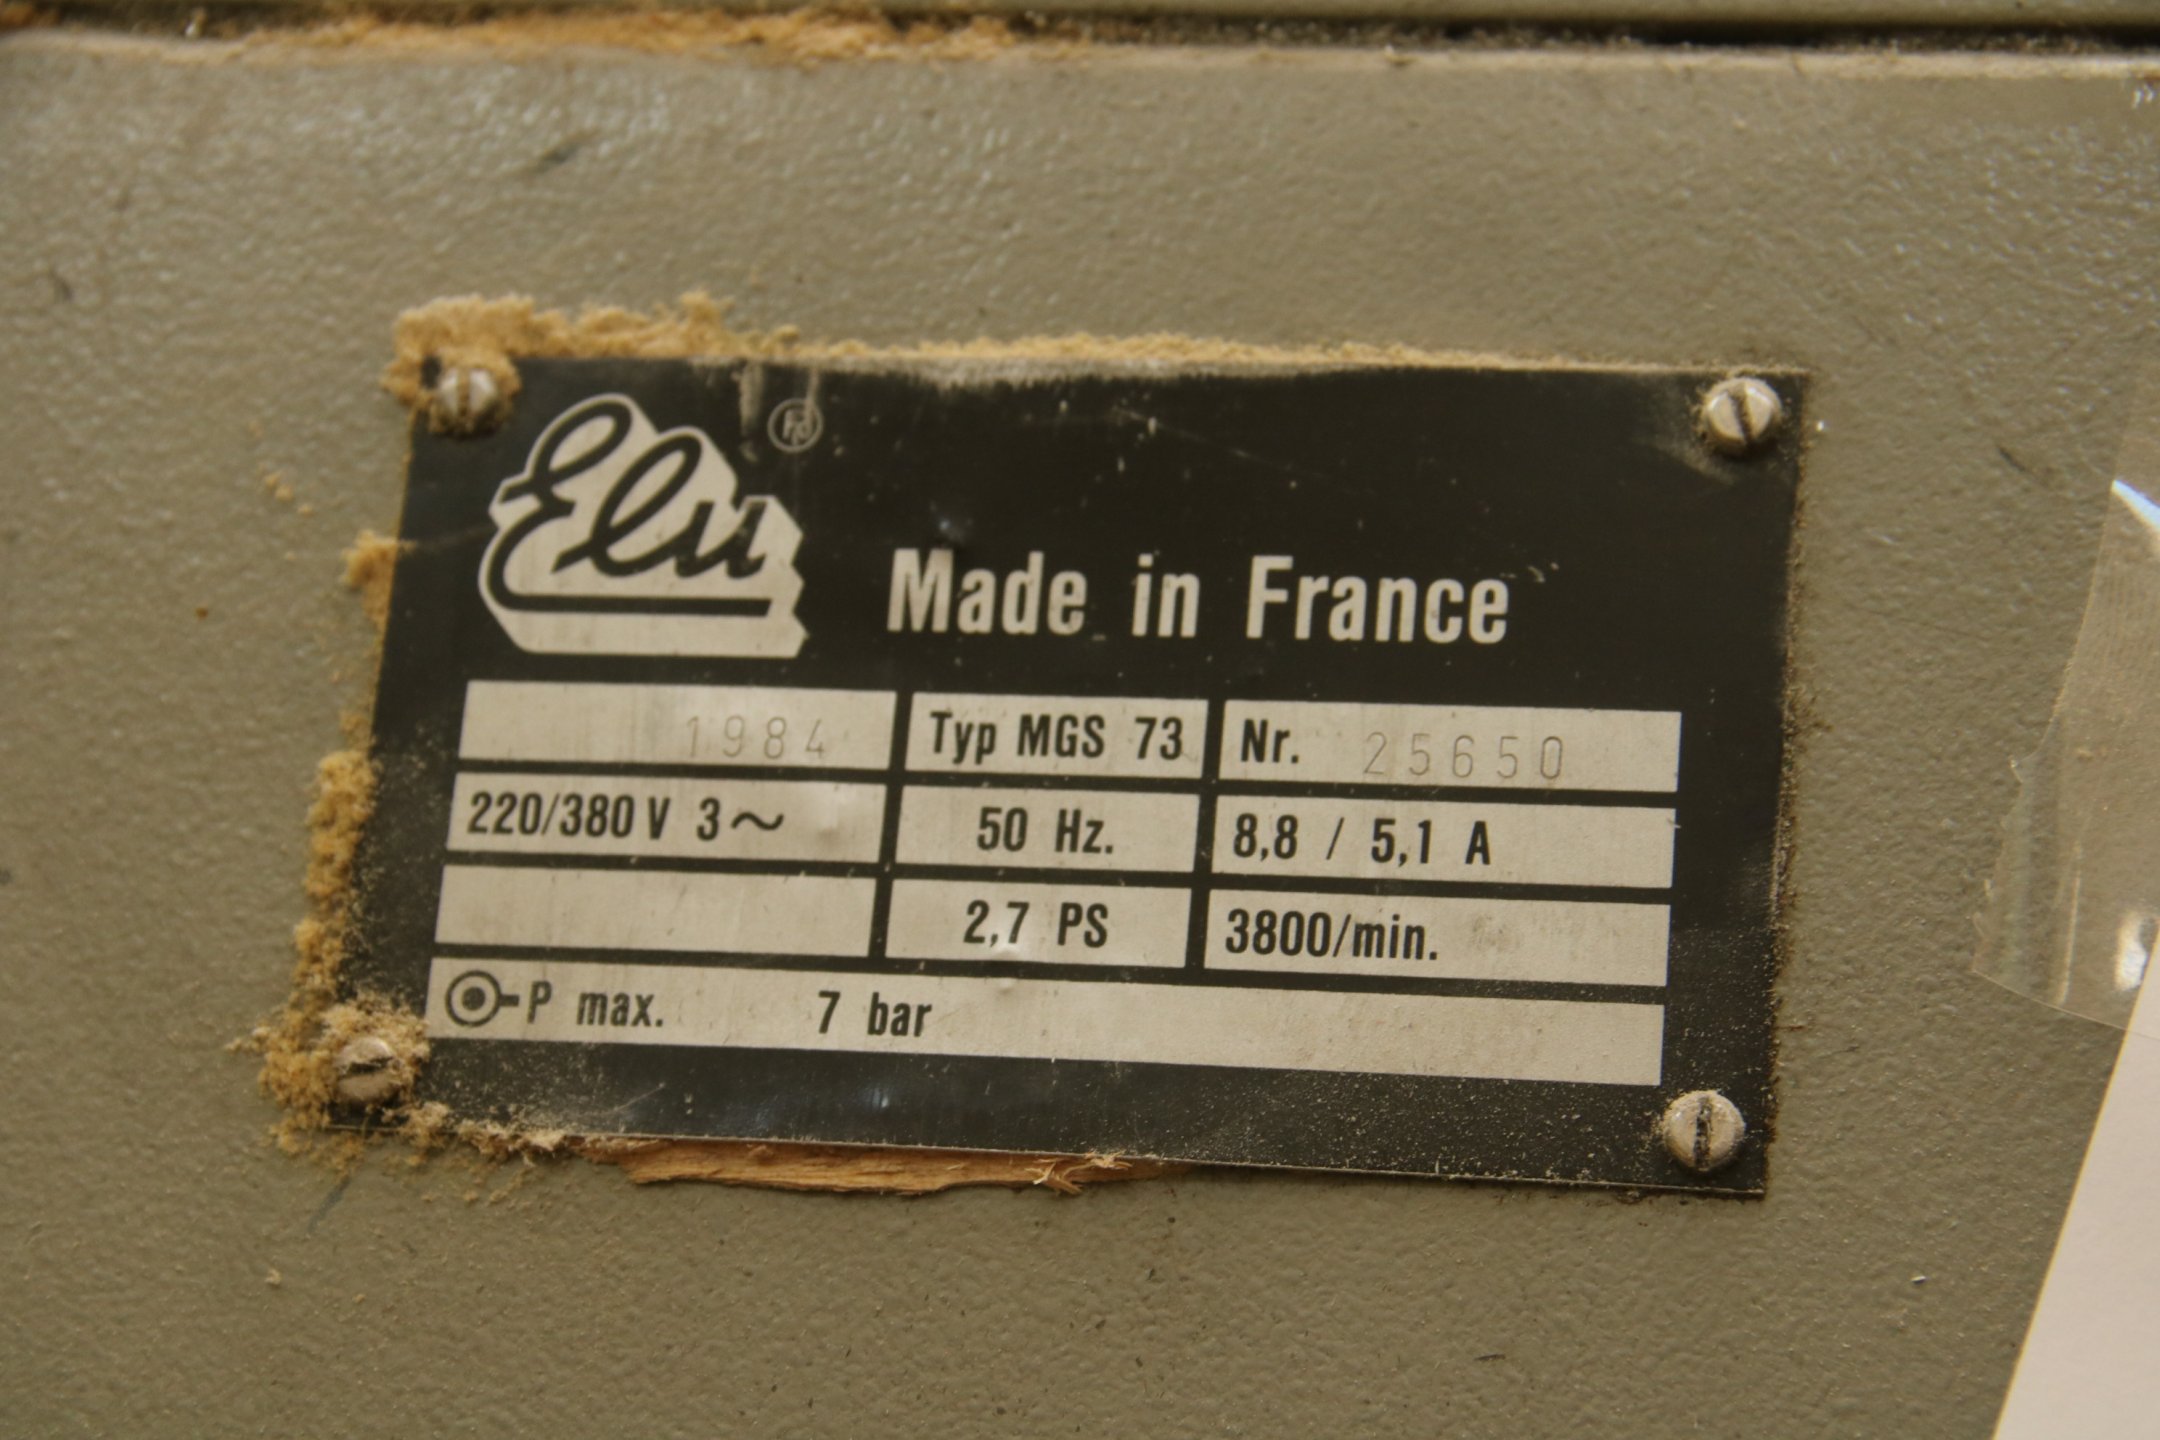 Elu ®
Made in France
1984 Typ MGS 73 Nr. 25650
220/380 V 3~ 50 Hz. 8,8 / 5,1 A
2,7 PS 3800/min.
P max. 7 bar